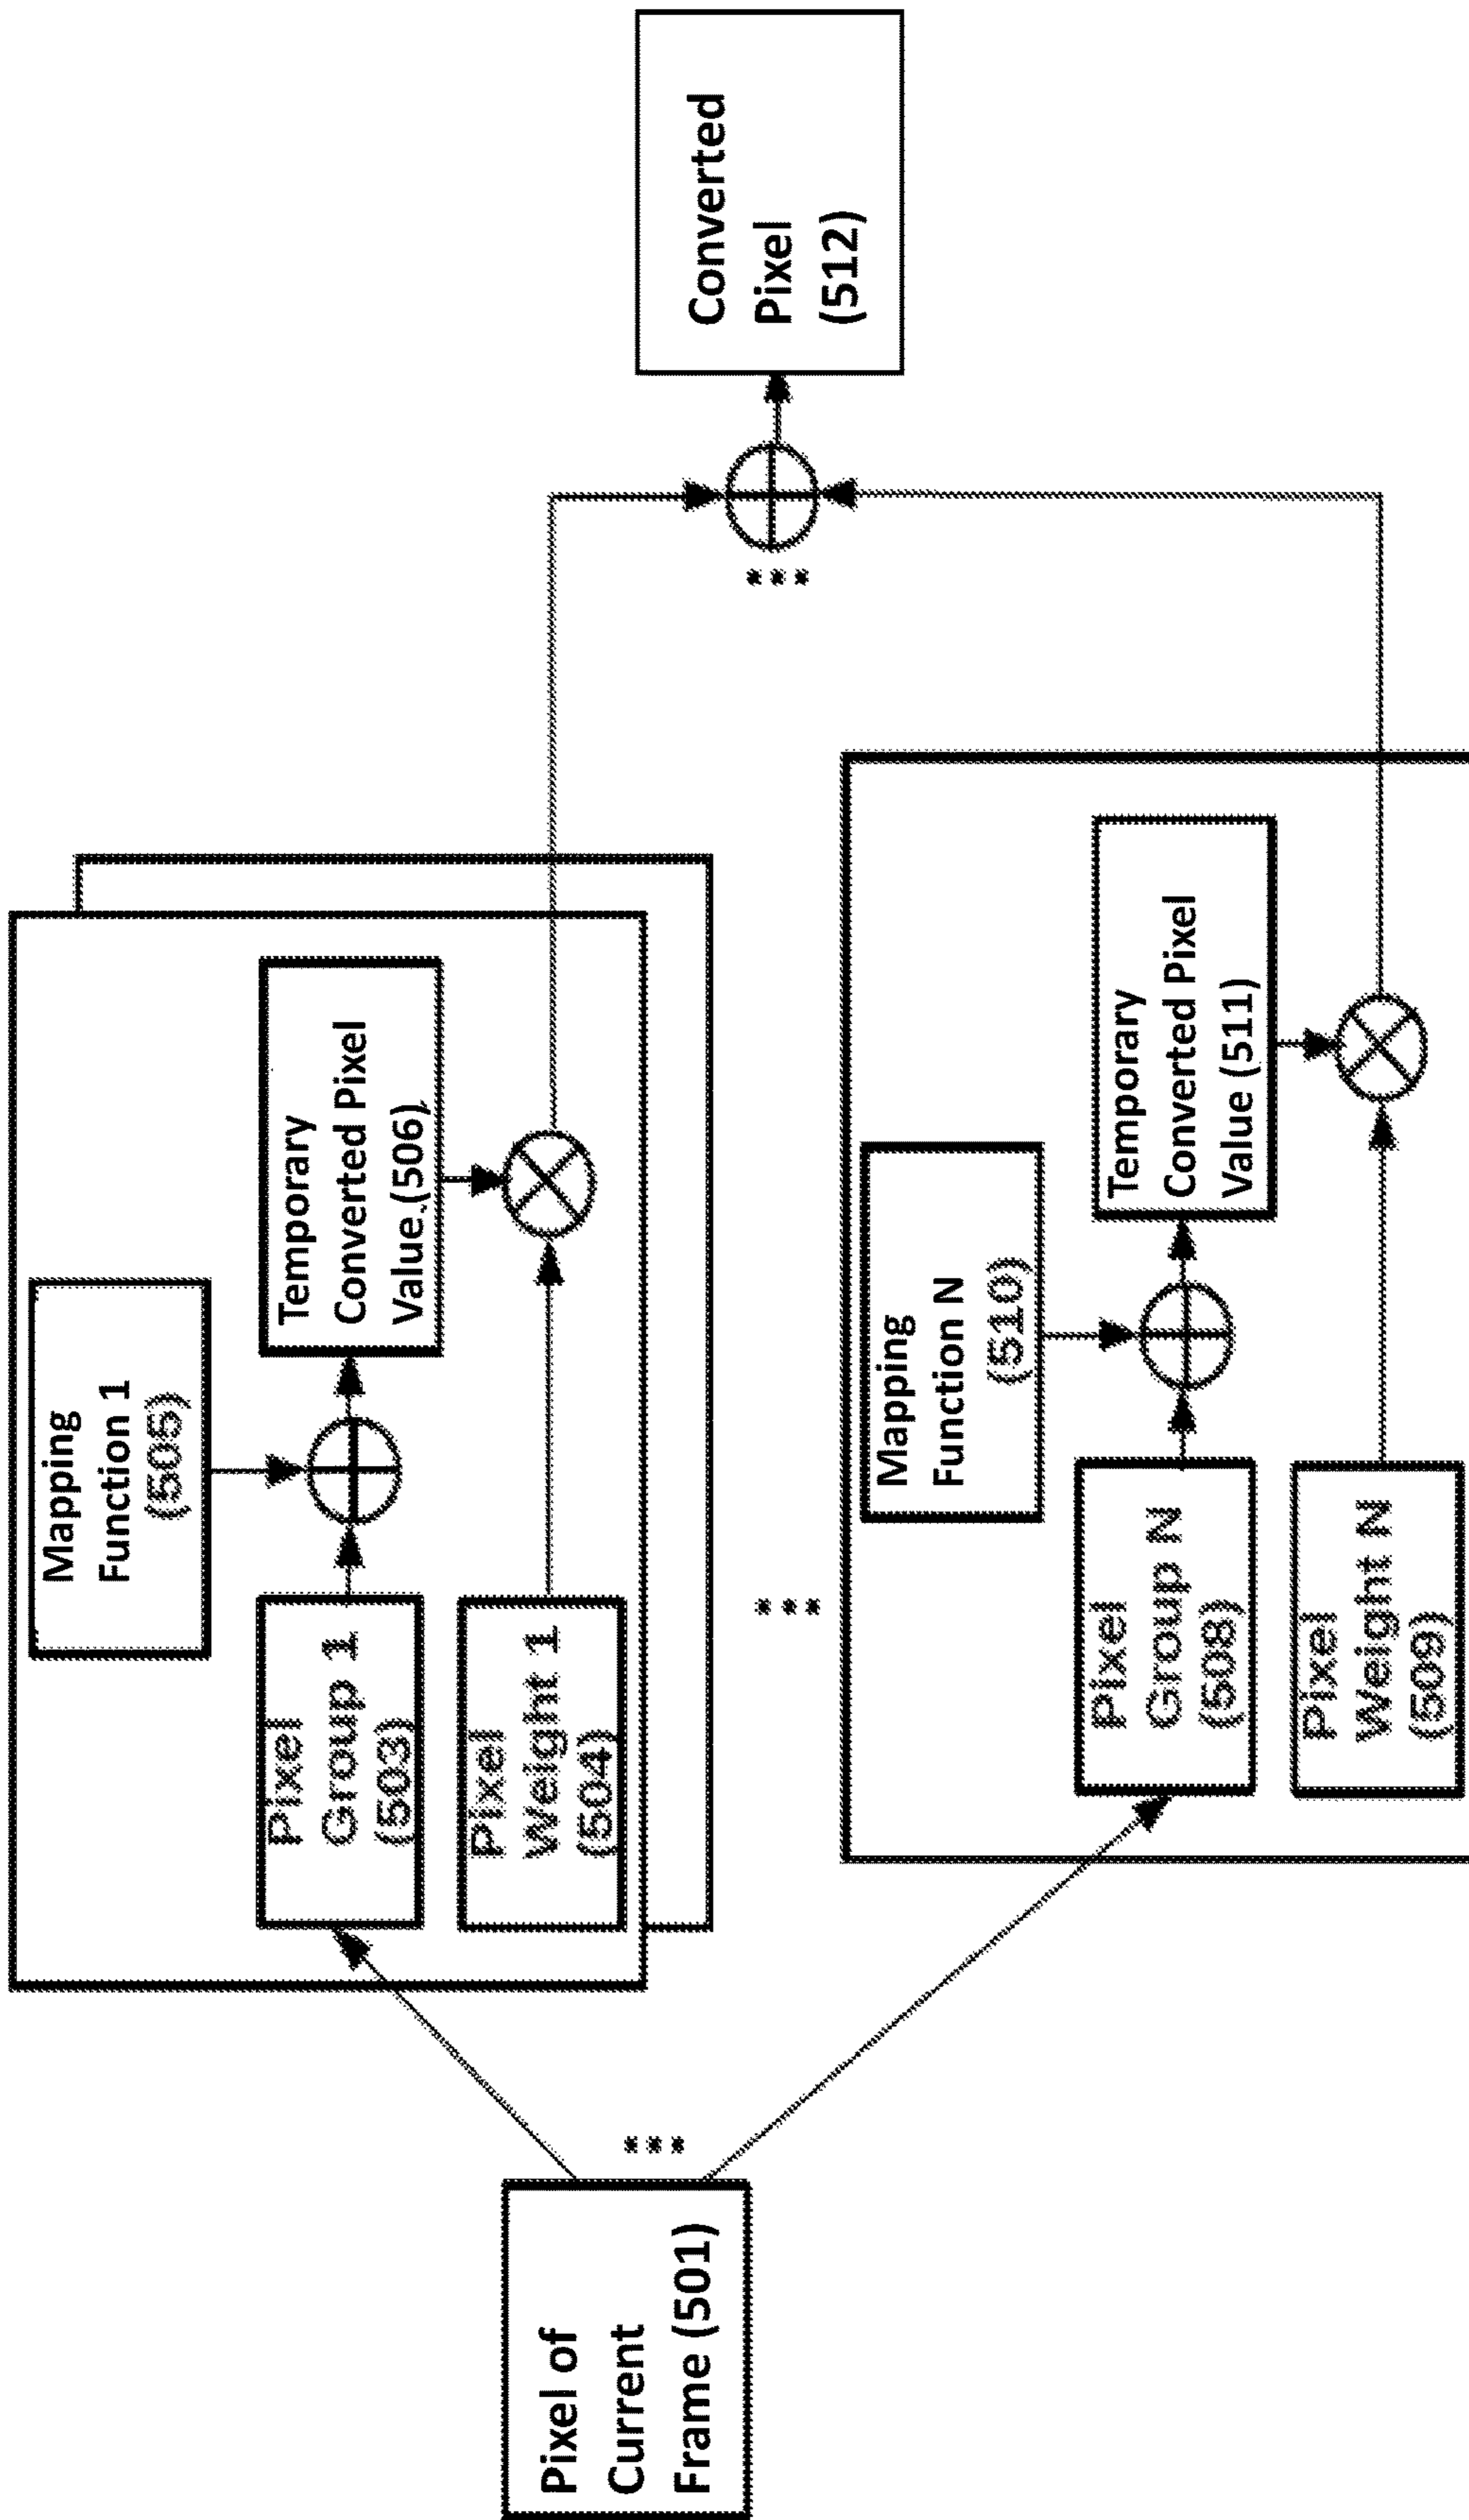 Pixel of
Current
Frame (501)
Mapping
Function 1
(505)
Pixel
Group 1
(503)
Pixel
Weight 1
(504)
Temporary
Converted Pixel
Value (506)
Mapping
Function N
(510)
Pixel
Group N
(508)
Pixel
Weight N
(509)
Temporary
Converted Pixel
Value (511)
Converted
Pixel
(512)